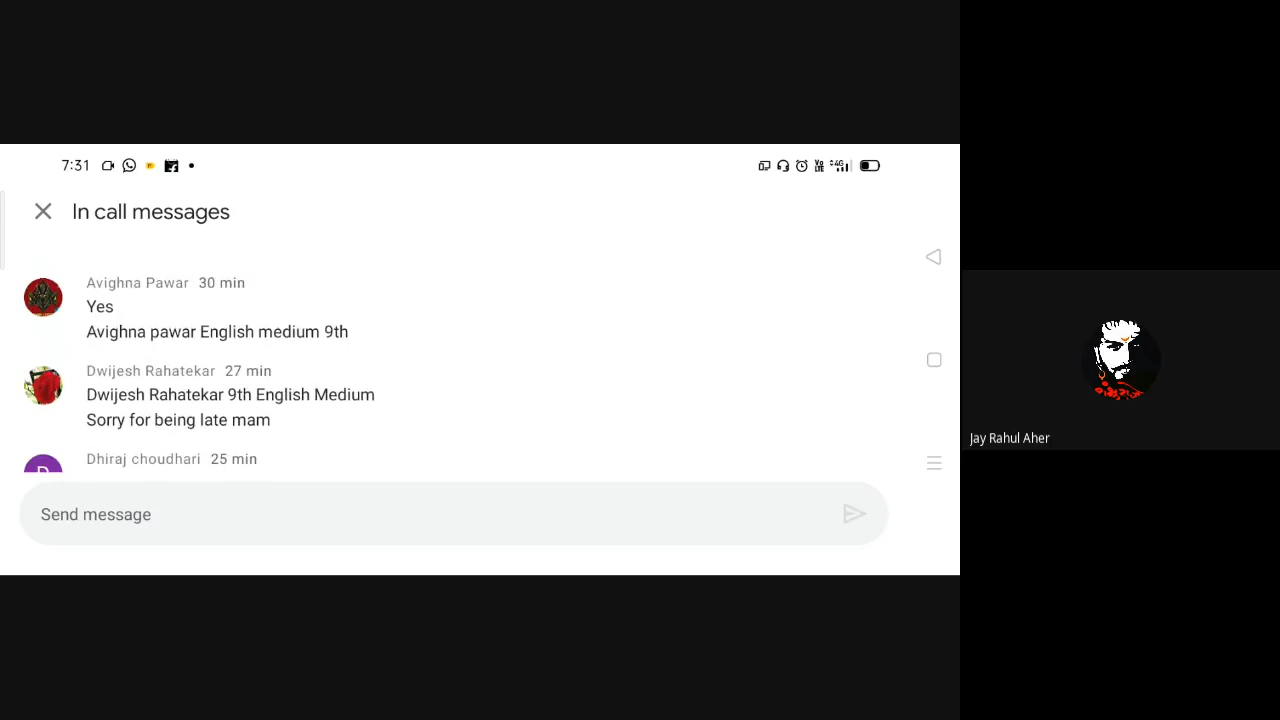 7:31
In call messages
Avighna Pawar 30 min
Yes
Avighna pawar English medium 9th
Dwijesh Rahatekar 27 min
Dwijesh Rahatekar 9th English Medium
Sorry for being late mam
Dhiraj choudhari 25 min
Send message
Jay Rahul Aher